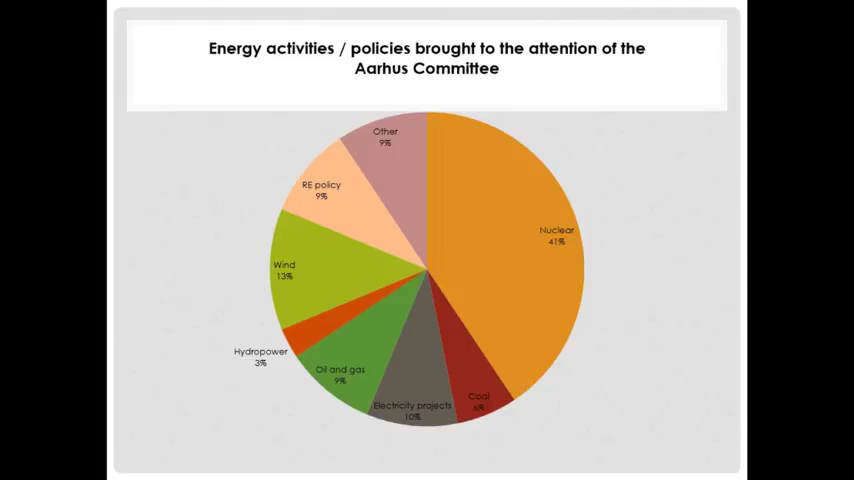 Energy activities / policies brought to the attention of the
Aarhus Committee
Other
9%
RE policy
9%
Nuclear
41%
Wind
13%
Hydropower
3%
Oil and gas
9%
Electricity projects
10%
Coal
6%